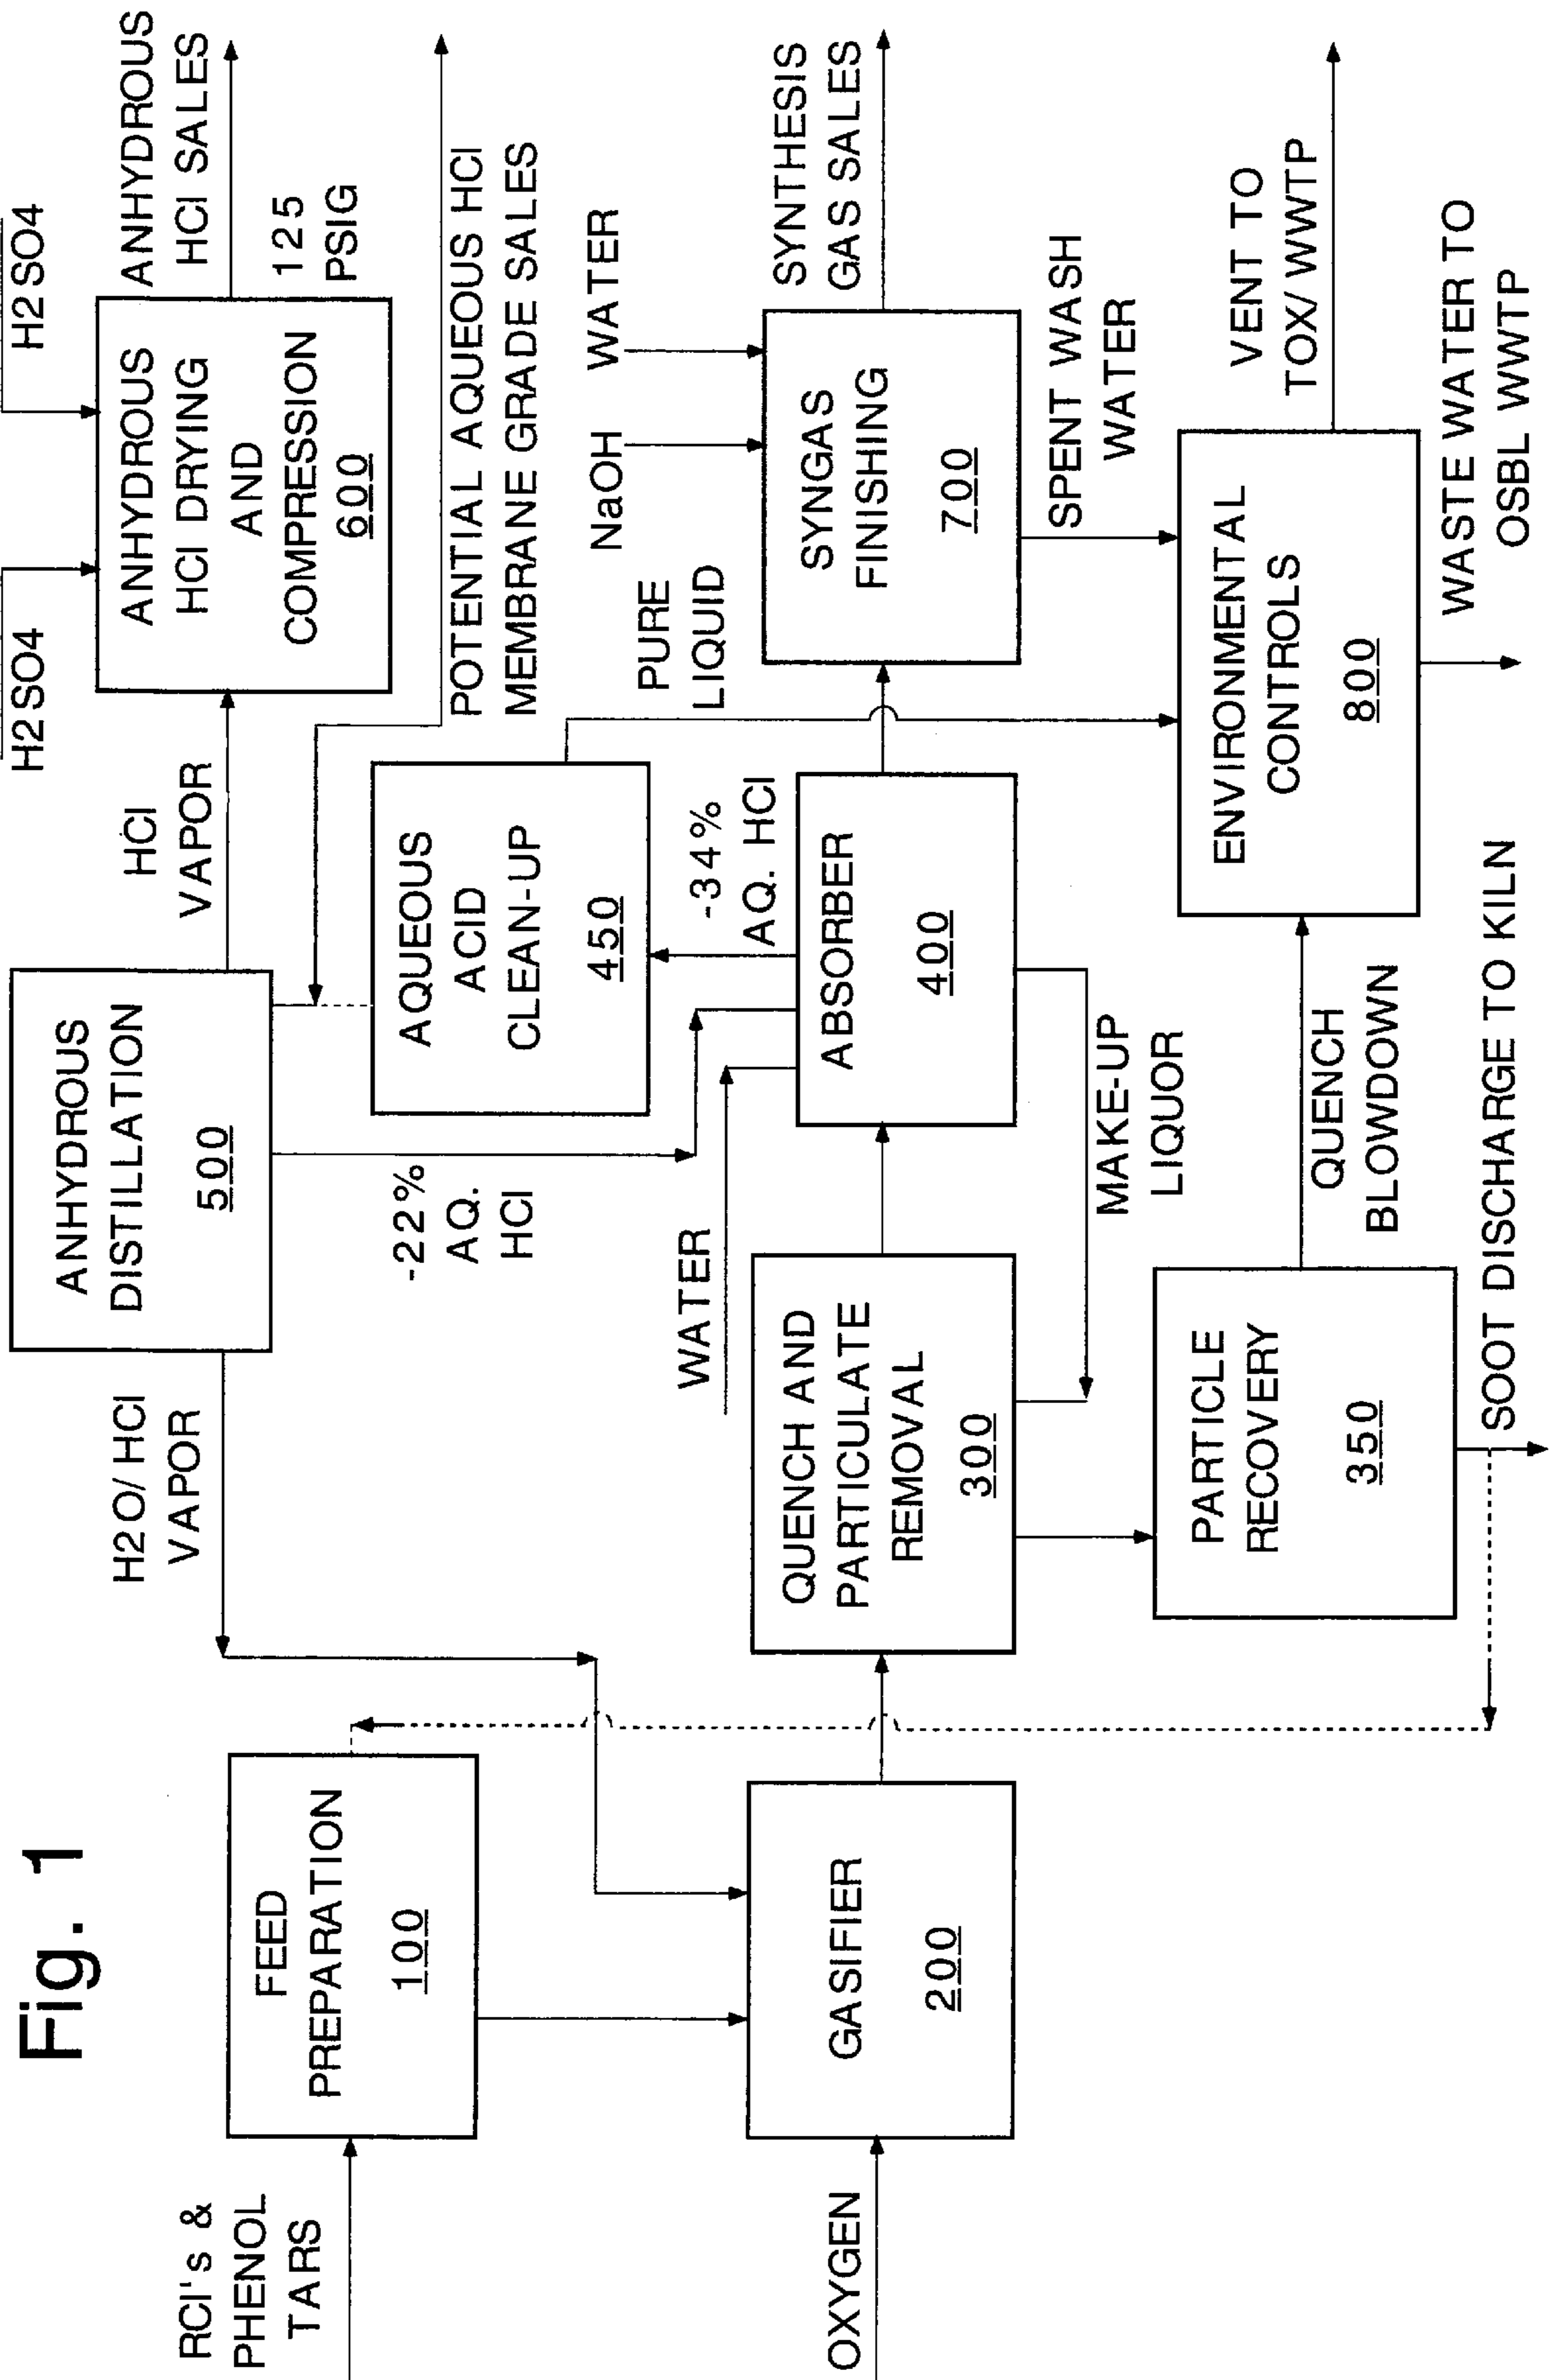 Fig. 1
RCl's &
PHENOL
TARS
FEED
PREPARATION
100
OXYGEN
GASIFIER
200
H2O/HCl
VAPOR
ANHYDROUS
DISTILLATION
500
-22%
AQ.
HCl
HCl
VAPOR
H2SO4
H2SO4
ANHYDROUS
HCl DRYING
AND
COMPRESSION
600
ANHYDROUS
HCl SALES
125
PSIG
POTENTIAL AQUEOUS HCl
MEMBRANE GRADE SALES
AQUEOUS
ACID
CLEAN-UP
450
-34%
AQ. HCl
WATER
QUENCH AND
PARTICULATE
REMOVAL
300
ABSORBER
400
MAKE-UP
LIQUOR
PURE
LIQUID
NaOH
WATER
SYNGAS
FINISHING
700
SYNTHESIS
GAS SALES
SPENT WASH
WATER
PARTICLE
RECOVERY
350
QUENCH
BLOWDOWN
ENVIRONMENTAL
CONTROLS
800
VENT TO
TOX/WWTP
WASTE WATER TO
OSBL WWTP
SOOT DISCHARGE TO KILN